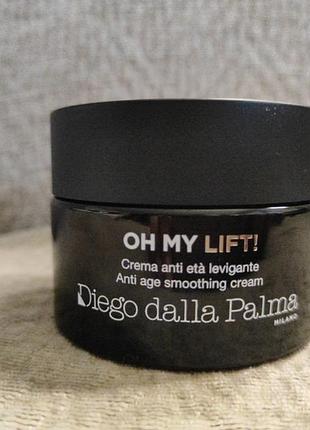 OH MY LIFT!
Crema anti età levigante
Anti age smoothing cream
Diego dalla Palma
MILANO